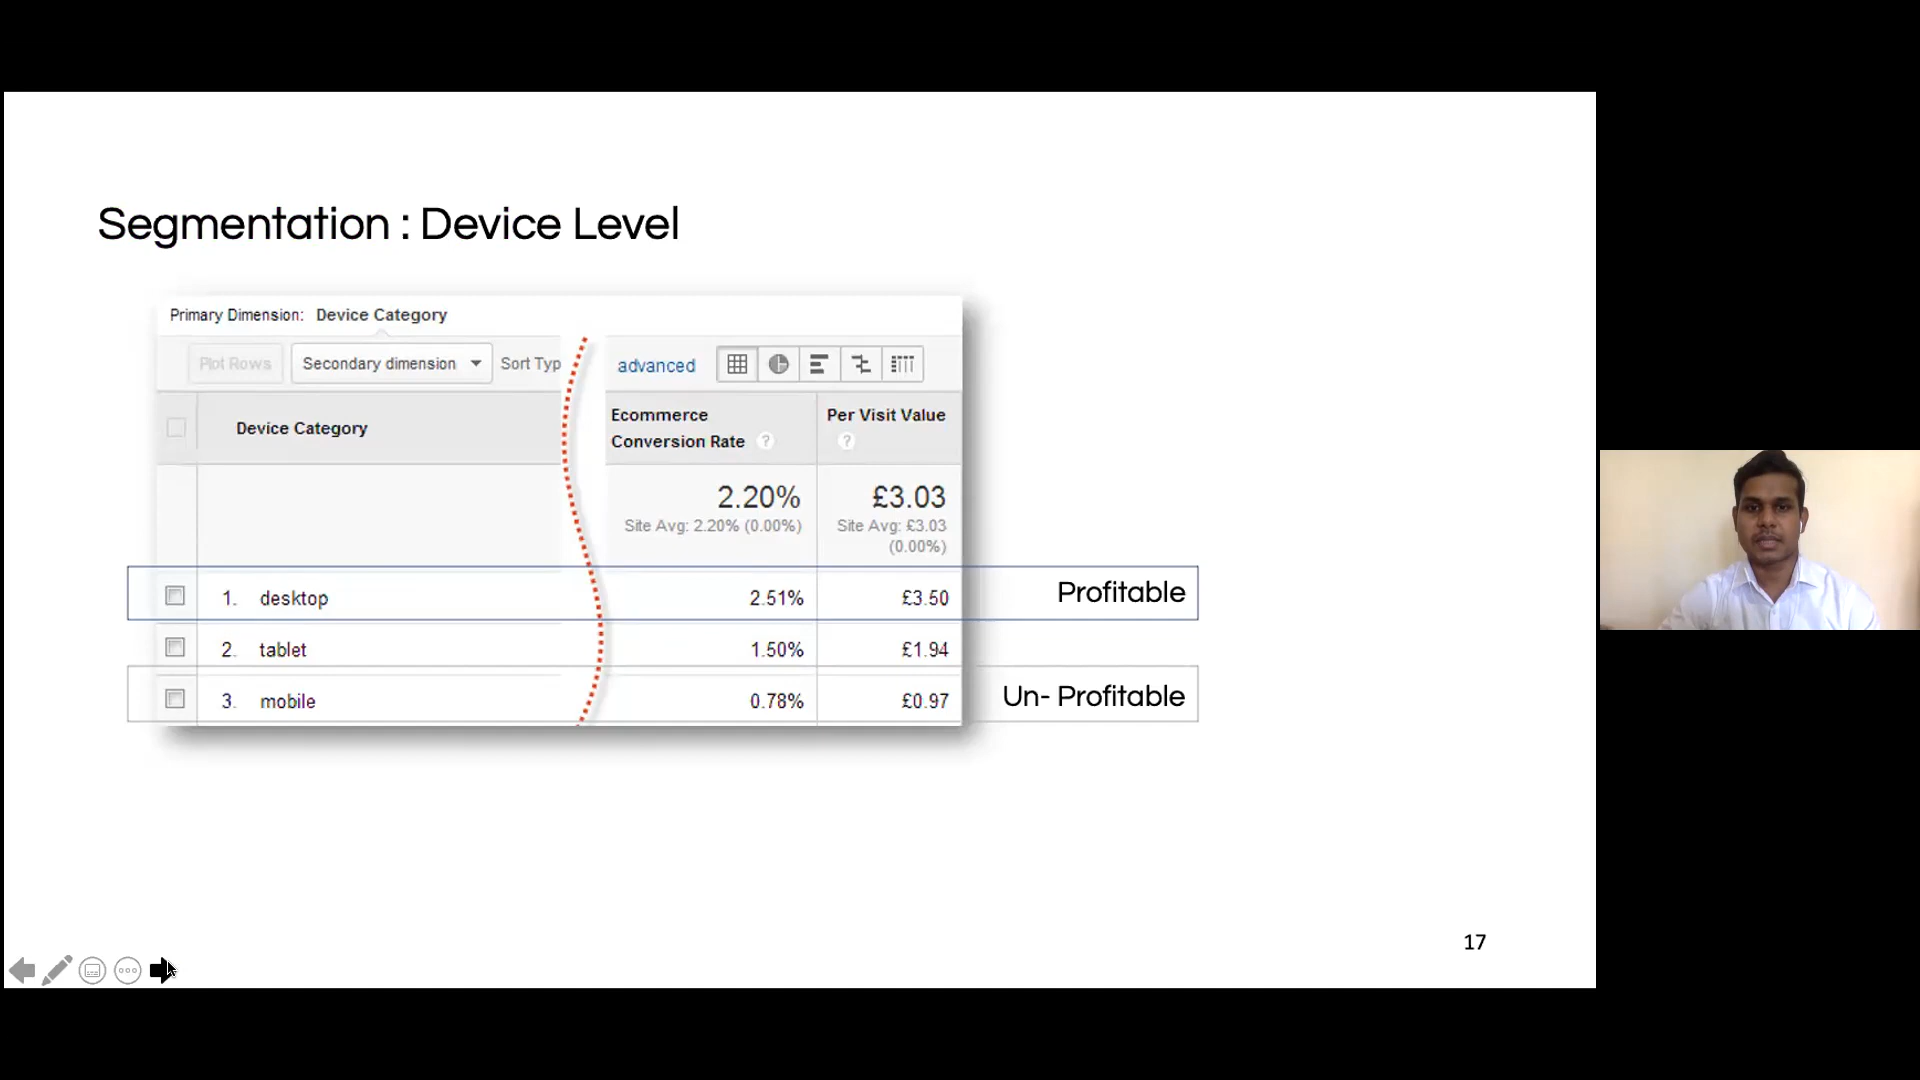 Segmentation : Device Level
Primary Dimension: Device Category
Plot Rows Secondary dimension Sort Typ advanced
Device Category Ecommerce Conversion Rate ? Per Visit Value ?
2.20% £3.03
Site Avg: 2.20% (0.00%) Site Avg: £3.03 (0.00%)
1. desktop 2.51% £3.50 Profitable
2. tablet 1.50% £1.94
3. mobile 0.78% £0.97 Un- Profitable
17